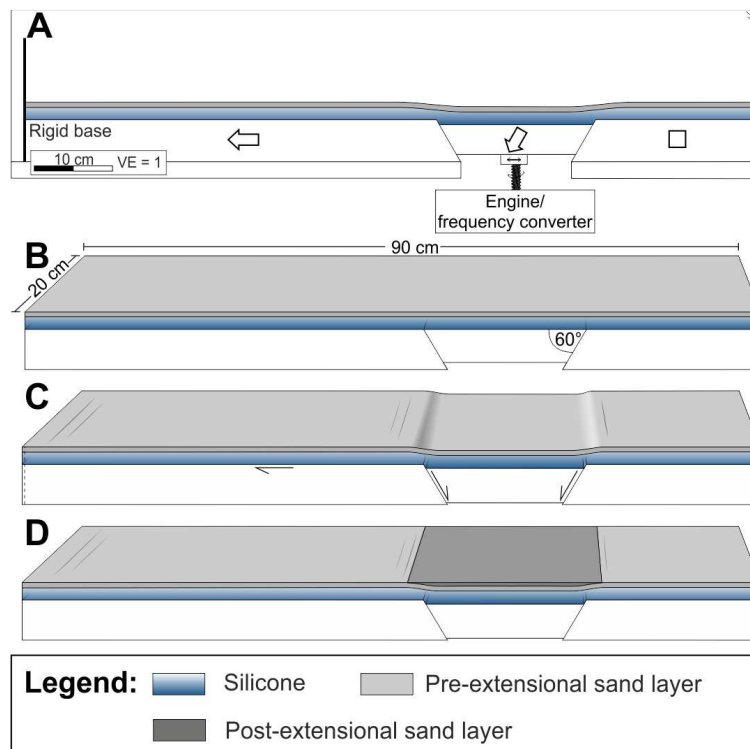 A
Rigid base
10 cm VE = 1
Engine/
frequency converter
B
90 cm
20 cm
60°
C
D
Legend: Silicone Pre-extensional sand layer
Post-extensional sand layer